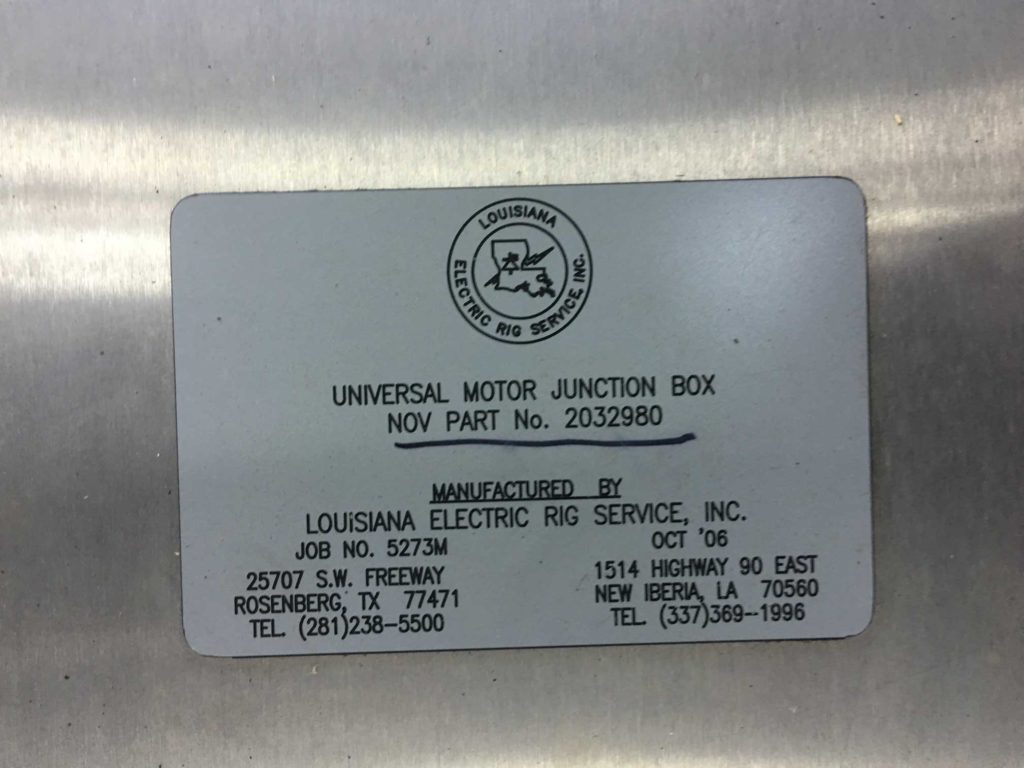 LOUISIANA
ELECTRIC RIG SERVICE, INC.
UNIVERSAL MOTOR JUNCTION BOX
NOV PART No. 2032980
MANUFACTURED BY
LOUiSIANA ELECTRIC RIG SERVICE, INC.
JOB NO. 5273M
25707 S.W. FREEWAY
ROSENBERG, TX 77471
TEL. (281)238-5500
OCT '06
1514 HIGHWAY 90 EAST
NEW IBERIA, LA 70560
TEL. (337)369-1996